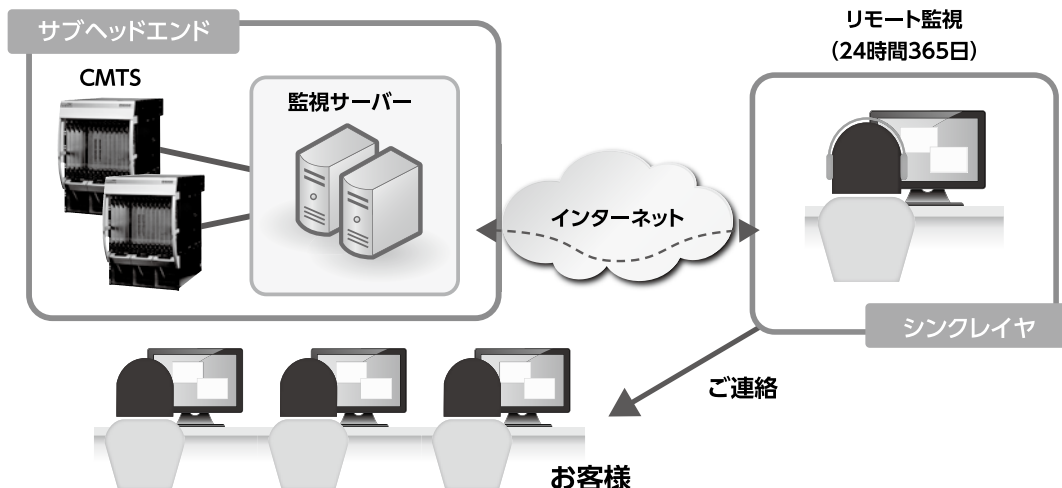 サブヘッドエンド
CMTS
監視サーバー
インターネット
リモート監視
(24時間365日)
シンクレイヤ
ご連絡
お客様